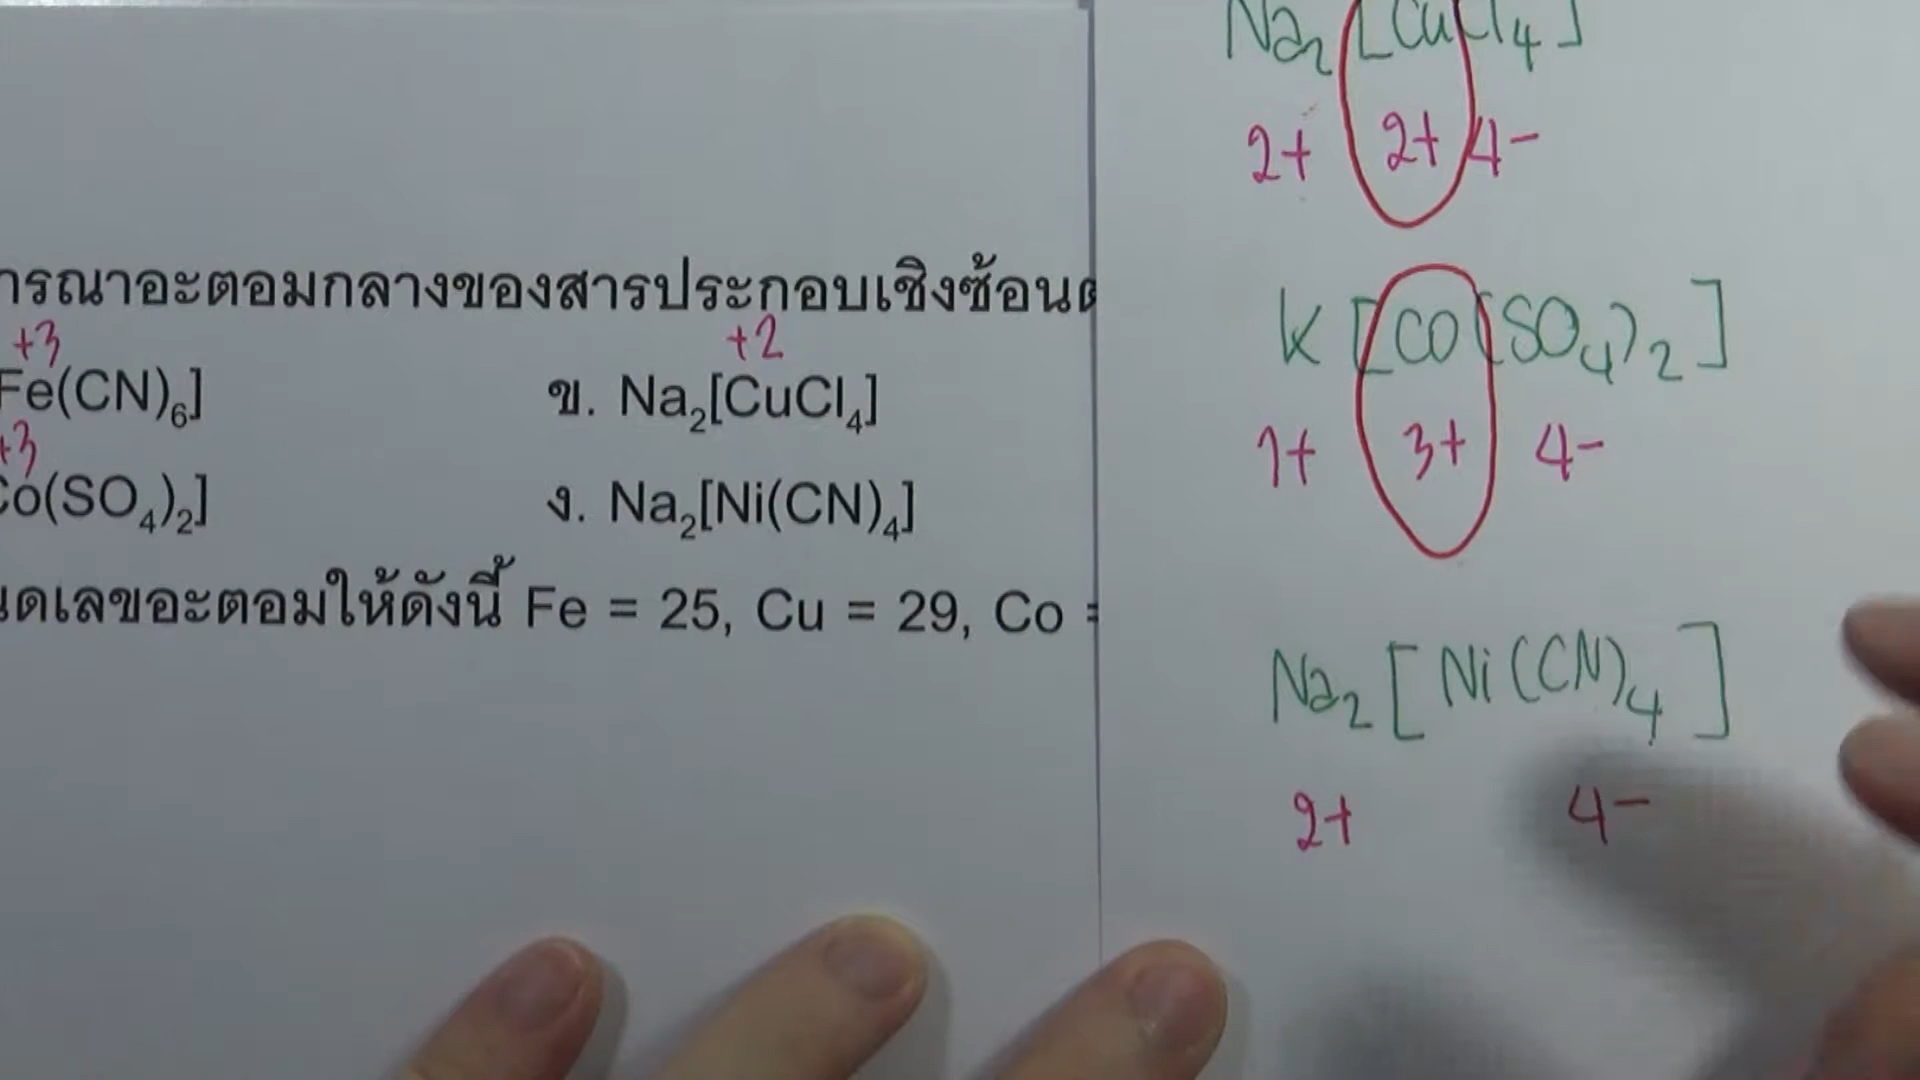 ารณาอะตอมกลางของสารประกอบเชิงซ้อน
+3
Fe(CN)₆]
+2
ข. Na₂[CuCl₄]
+3
Co(SO₄)₂]
ง. Na₂[Ni(CN)₄]
นดเลขอะตอมให้ดังนี้ Fe = 25, Cu = 29, Co =
Na₂[CuCl₄]
2+ 2+ 4-
K[Co(SO₄)₂]
1+ 3+ 4-
Na₂[Ni(CN)₄]
2+ 4-